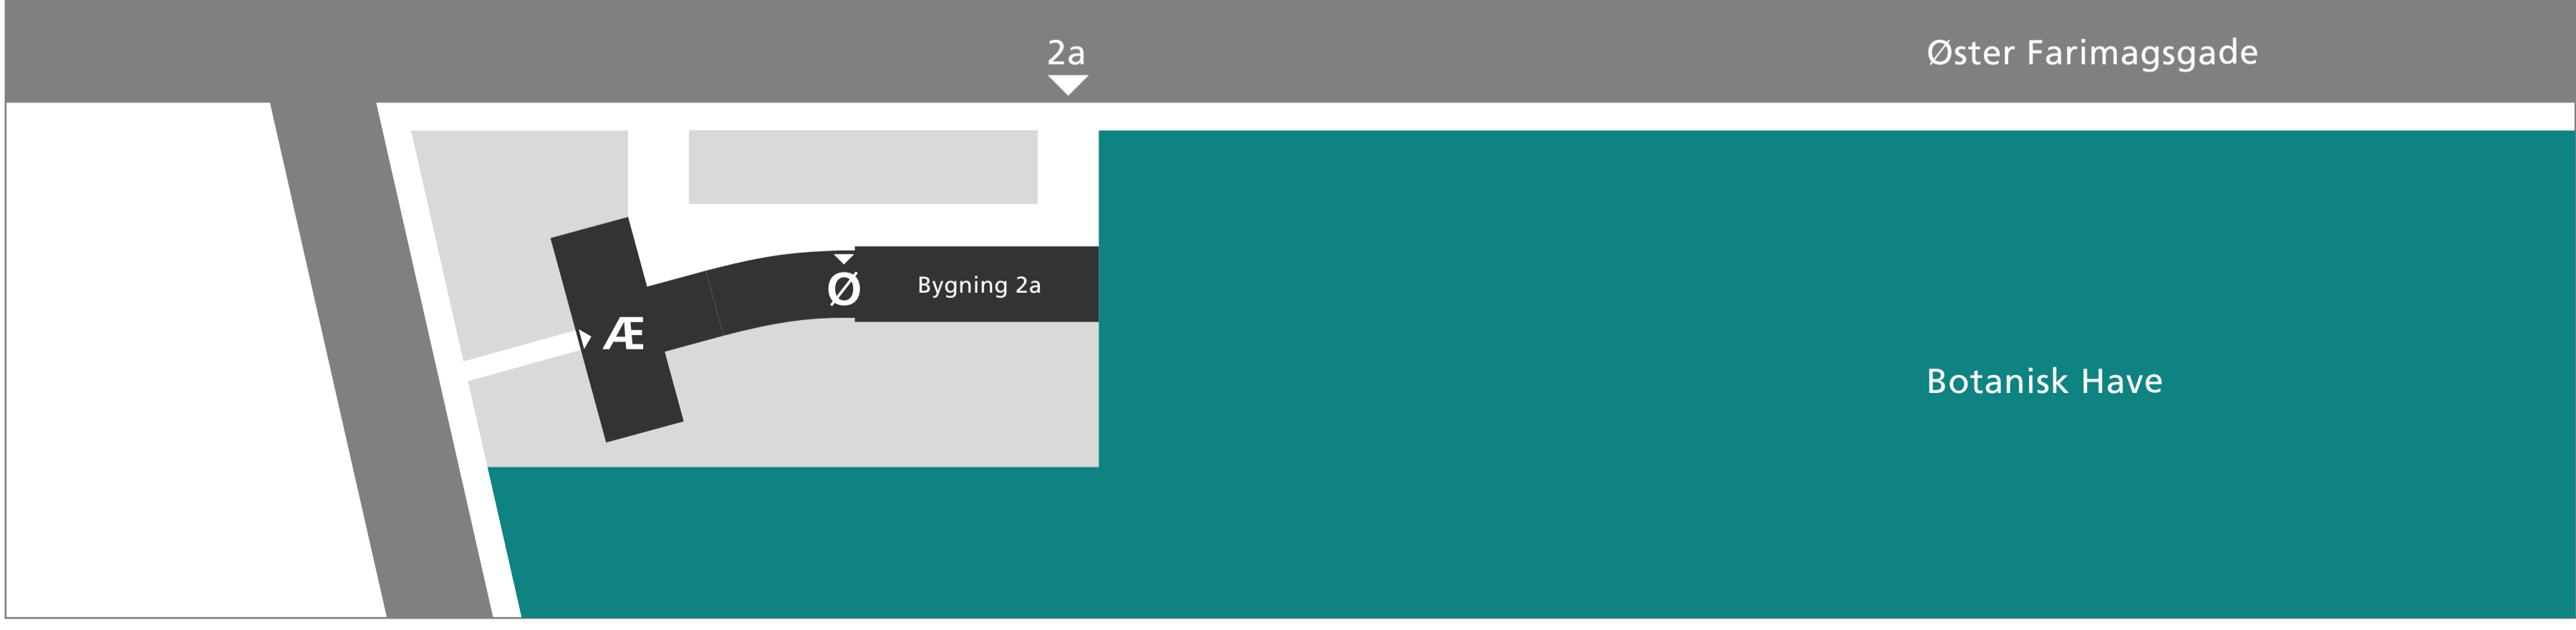 2a
Øster Farimagsgade
Ø
Bygning 2a
Æ
Botanisk Have